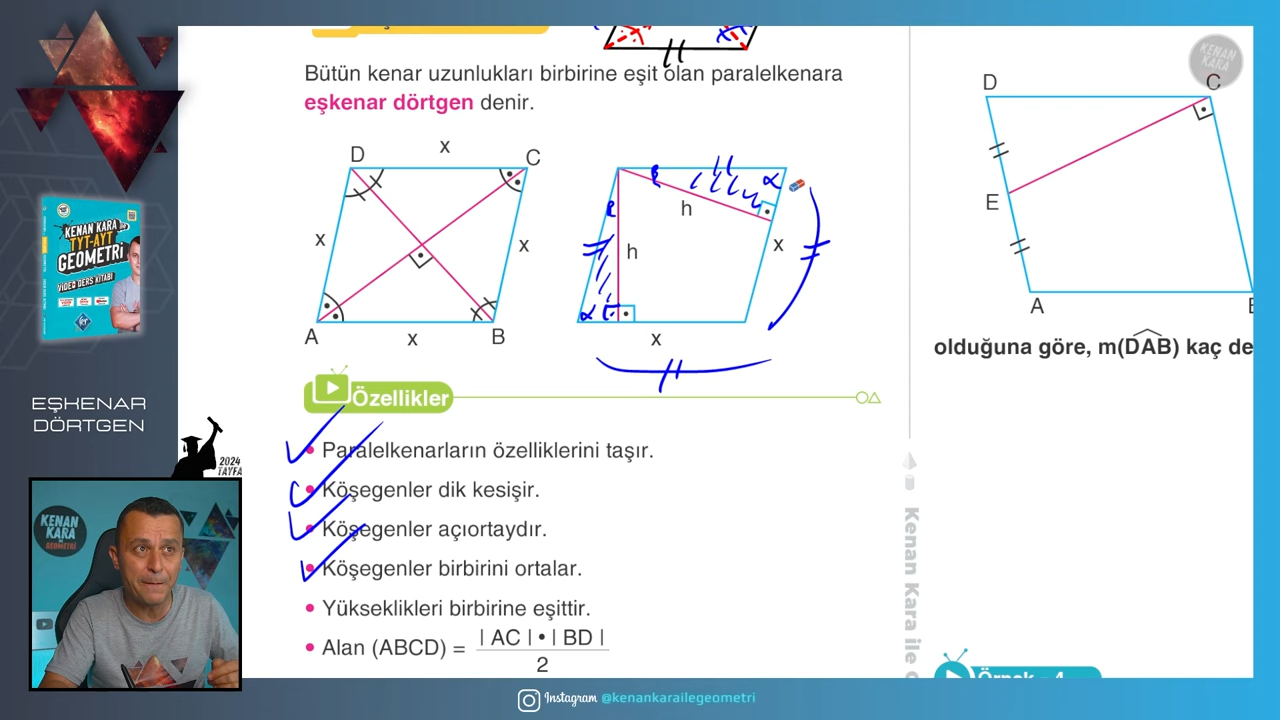 Bütün kenar uzunlukları birbirine eşit olan paralelkenara
eşkenar dörtgen denir.
D
x
C
x
x
A
x
B
h
α
h
x
α
x
Özellikler
• Paralelkenarların özelliklerini taşır.
• Köşegenler dik kesişir.
• Köşegenler açıortaydır.
• Köşegenler birbirini ortalar.
• Yükseklikleri birbirine eşittir.
• Alan (ABCD) = | AC | • | BD |
2
KENAN
KARA
D
C
E
A
olduğuna göre, m(DAB) kaç de
Örnek - 4
Kenan Kara ile
KENAN KARA
TYT-AYT
GEOMETRİ
VİDEO DERS KİTABI
EŞKENAR
DÖRTGEN
2024
TAYFA
KENAN
KARA
GEOMETRİ
Instagram @kenankarailegeometri